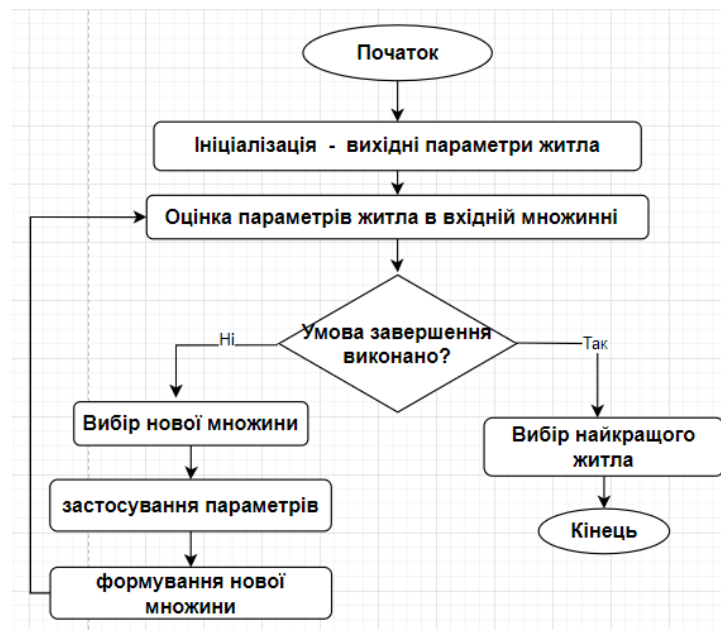 Початок
Ініціалізація - вихідні параметри житла
Оцінка параметрів житла в вхідній множинні
Умова завершення
виконано?
Ні
Так
Вибір нової множини
Вибір найкращого
житла
застосування параметрів
Кінець
формування нової
множини